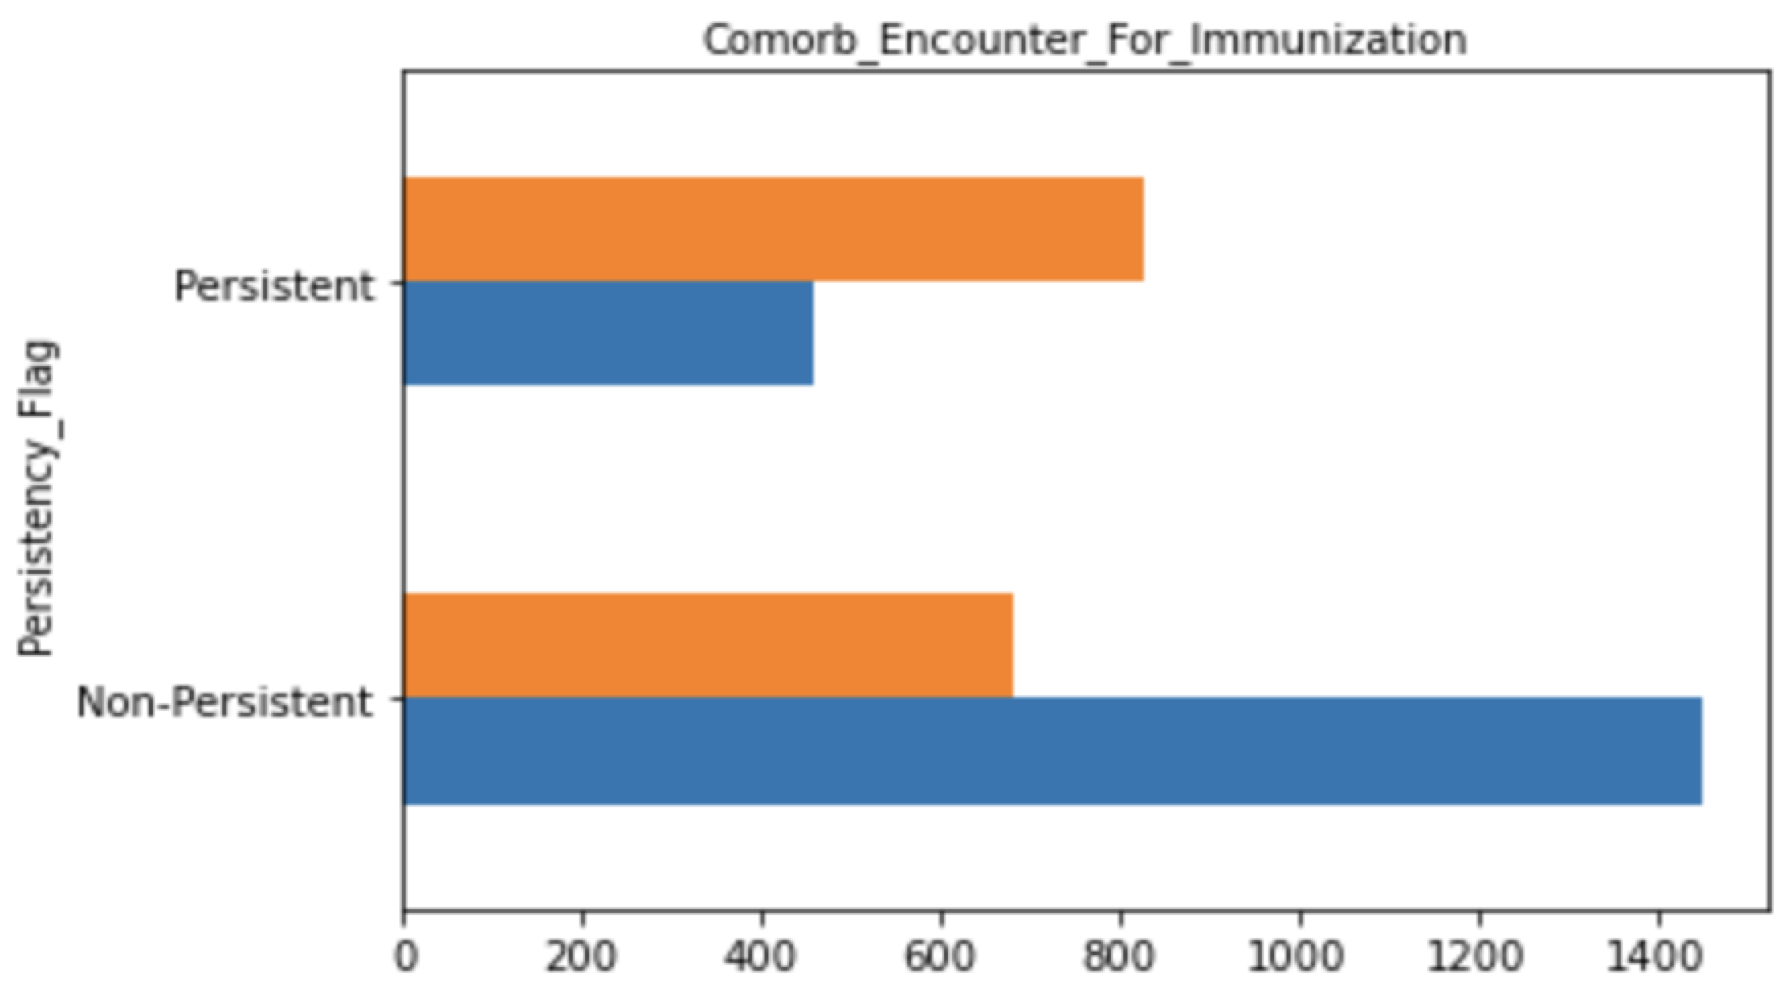 Comorb_Encounter_For_Immunization
Persistency_Flag
Persistent
Non-Persistent
0 200 400 600 800 1000 1200 1400